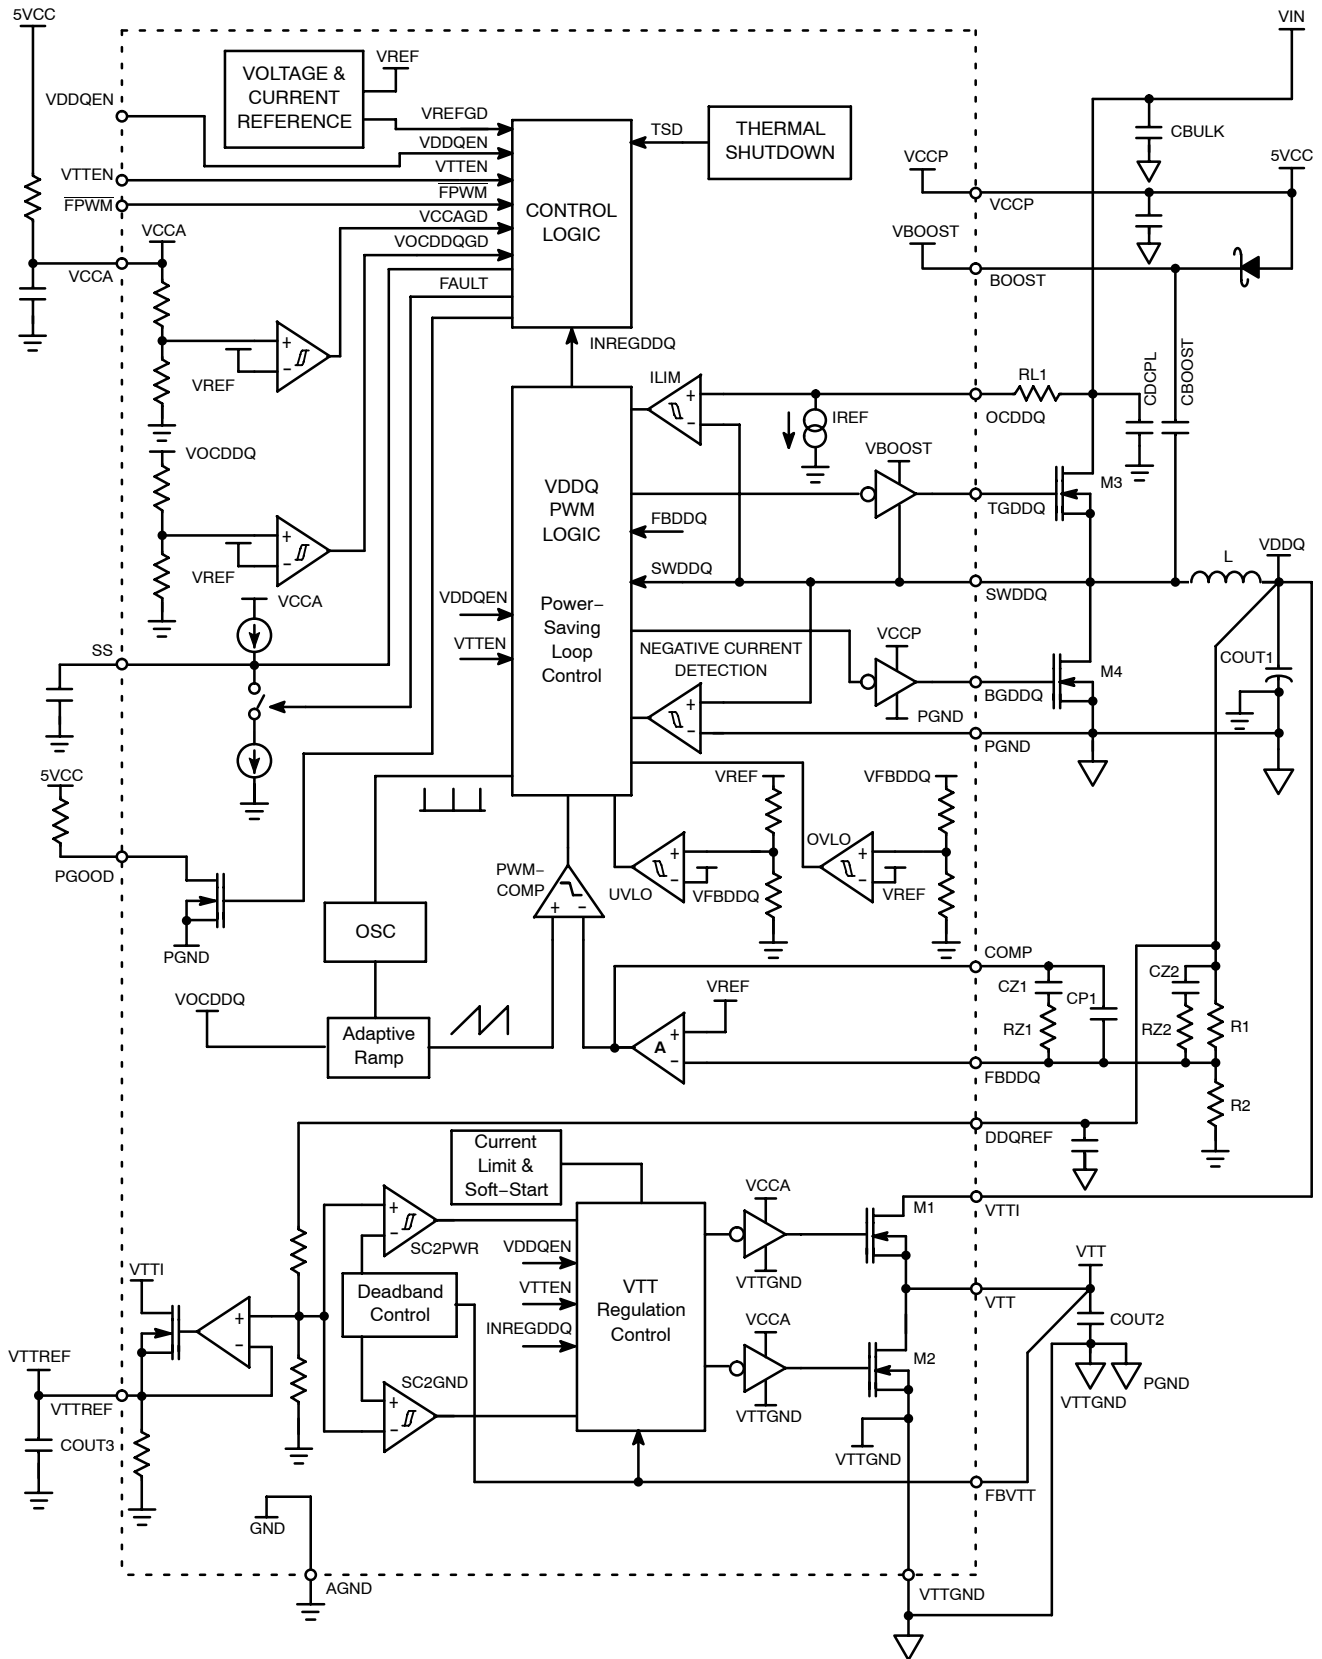 5VCC
VIN
VOLTAGE &
CURRENT
REFERENCE
VREF
VDDQEN
VREFGD
VDDQEN
VTTEN
FPWM
VCCAGD
VOCDDQGD
FAULT
CONTROL
LOGIC
TSD
THERMAL
SHUTDOWN
CBULK
VCCP
5VCC
VCCP
VBOOST
BOOST
VTTEN
FPWM
VCCA
VCCA
VREF
INREGDDQ
ILIM
IREF
OCDDQ
RL1
CDCPL
CBOOST
VOCDDQ
VREF
VDDQ
PWM
LOGIC
Power−
Saving
Loop
Control
VBOOST
FBDDQ
SWDDQ
TGDDQ
M3
SWDDQ
L
VDDQ
VCCA
VDDQEN
VTTEN
NEGATIVE CURRENT
DETECTION
VCCP
PGND
BGDDQ
M4
COUT1
PGND
SS
5VCC
PGOOD
PGND
VREF
VFBDDQ
UVLO
VFBDDQ
OVLO
VREF
PWM−
COMP
OSC
VOCDDQ
Adaptive
Ramp
VREF
A
COMP
CZ1
CP1
RZ1
CZ2
RZ2
R1
FBDDQ
R2
DDQREF
Current
Limit &
Soft−Start
VTTI
SC2PWR
VDDQEN
VTTEN
INREGDDQ
VTT
Regulation
Control
VCCA
VTTGND
M1
VTTI
Deadband
Control
VTT
VTT
COUT2
VCCA
VTTGND
M2
VTTGND
PGND
VTTREF
VTTREF
COUT3
SC2GND
VTTGND
FBVTT
GND
AGND
VTTGND